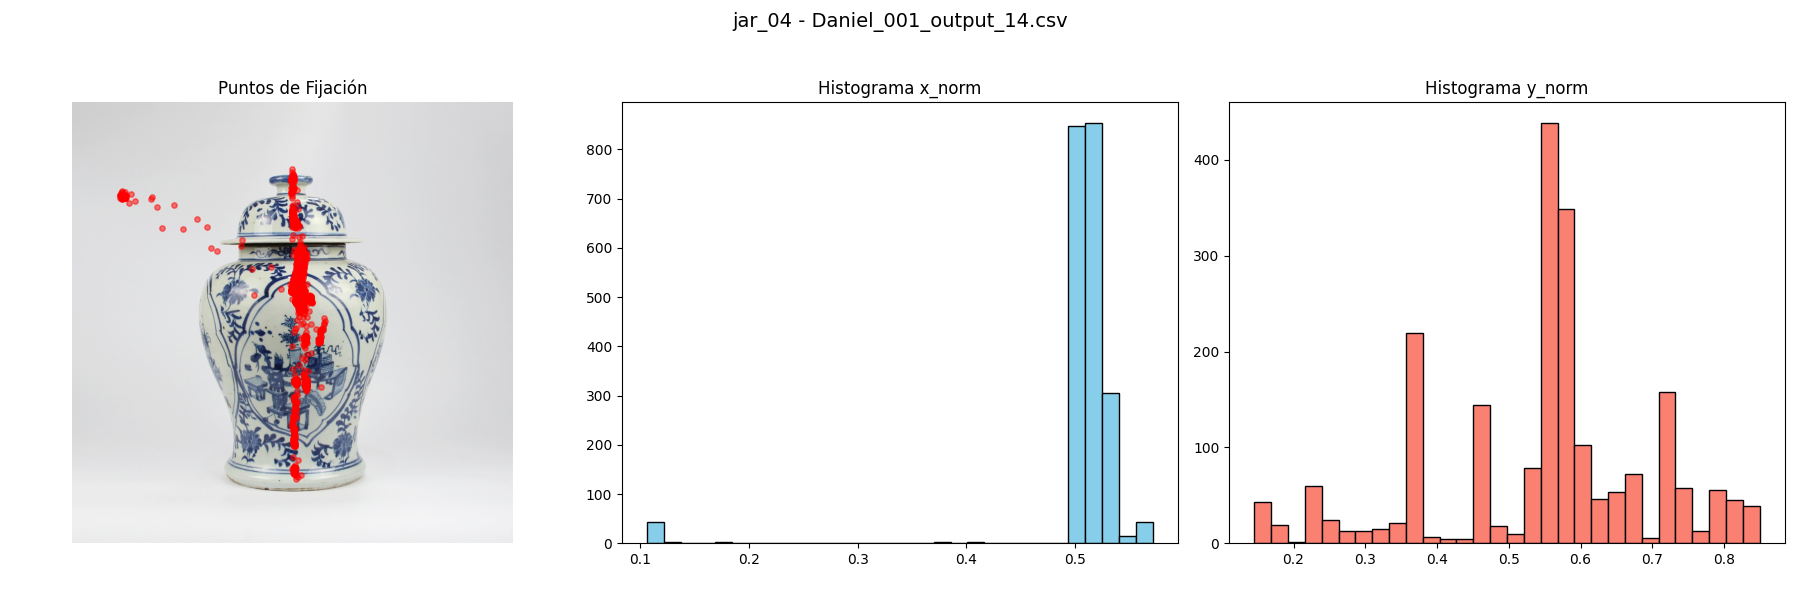 jar_04 - Daniel_001_output_14.csv
Puntos de Fijación
Histograma x_norm
800
700
600
500
400
300
200
100
0
0.1 0.2 0.3 0.4 0.5
Histograma y_norm
400
300
200
100
0
0.2 0.3 0.4 0.5 0.6 0.7 0.8